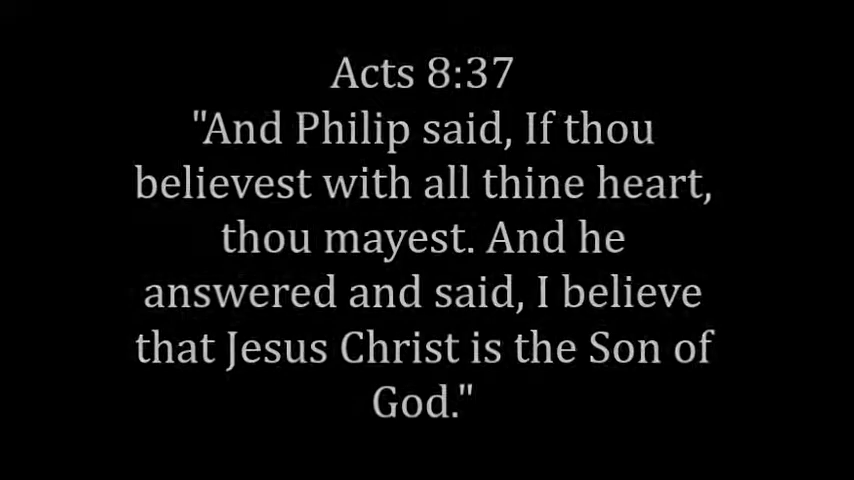 Acts 8:37
"And Philip said, If thou
believest with all thine heart,
thou mayest. And he
answered and said, I believe
that Jesus Christ is the Son of
God."